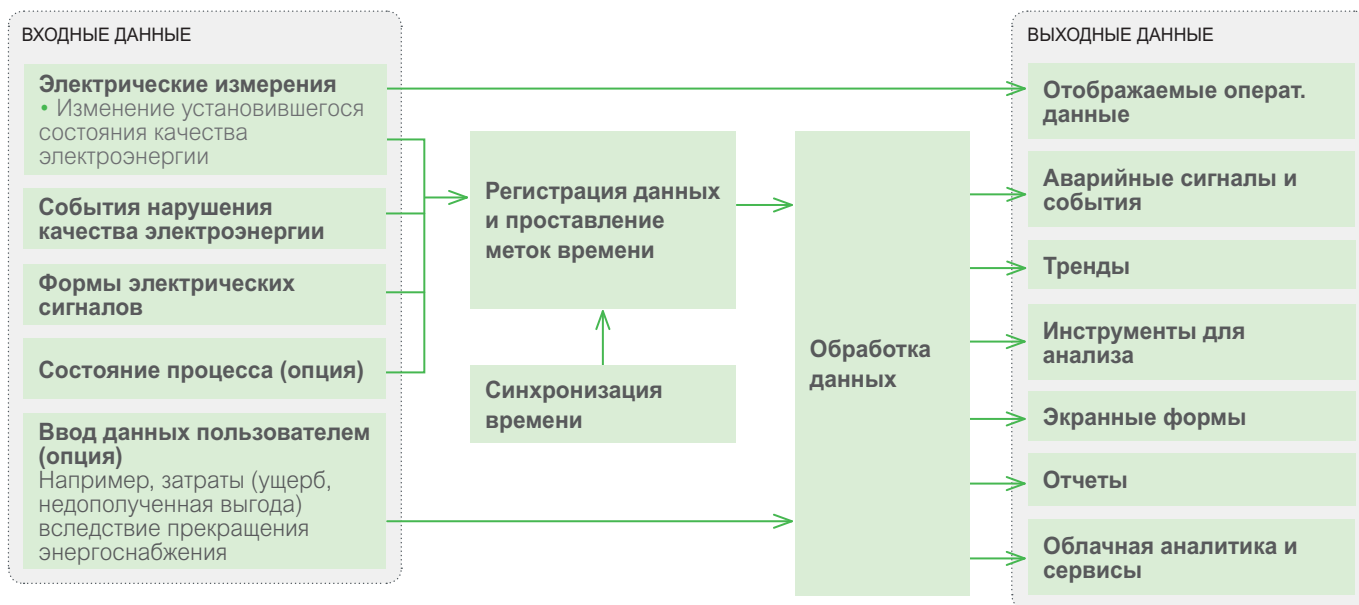 ВХОДНЫЕ ДАННЫЕ
Электрические измерения
• Изменение установившегося
состояния качества
электроэнергии
События нарушения
качества электроэнергии
Формы электрических
сигналов
Состояние процесса (опция)
Ввод данных пользователем
(опция)
Например, затраты (ущерб,
недополученная выгода)
вследствие прекращения
энергоснабжения
Регистрация данных
и проставление
меток времени
Синхронизация
времени
Обработка
данных
ВЫХОДНЫЕ ДАННЫЕ
Отображаемые операт.
данные
Аварийные сигналы и
события
Тренды
Инструменты для
анализа
Экранные формы
Отчеты
Облачная аналитика и
сервисы